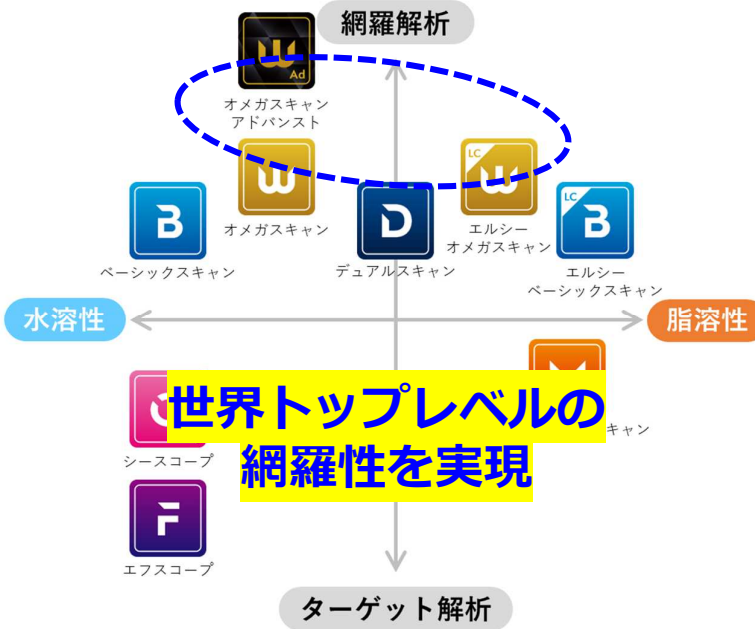 網羅解析
W
Ad
オメガスキャン
アドバンスト
W
オメガスキャン
LC
W
エルシー
オメガスキャン
B
ベーシックスキャン
D
デュアルスキャン
LC
B
エルシー
ベーシックスキャン
水溶性
脂溶性
世界トップレベルの
網羅性を実現
キャン
シースコープ
F
エフスコープ
ターゲット解析